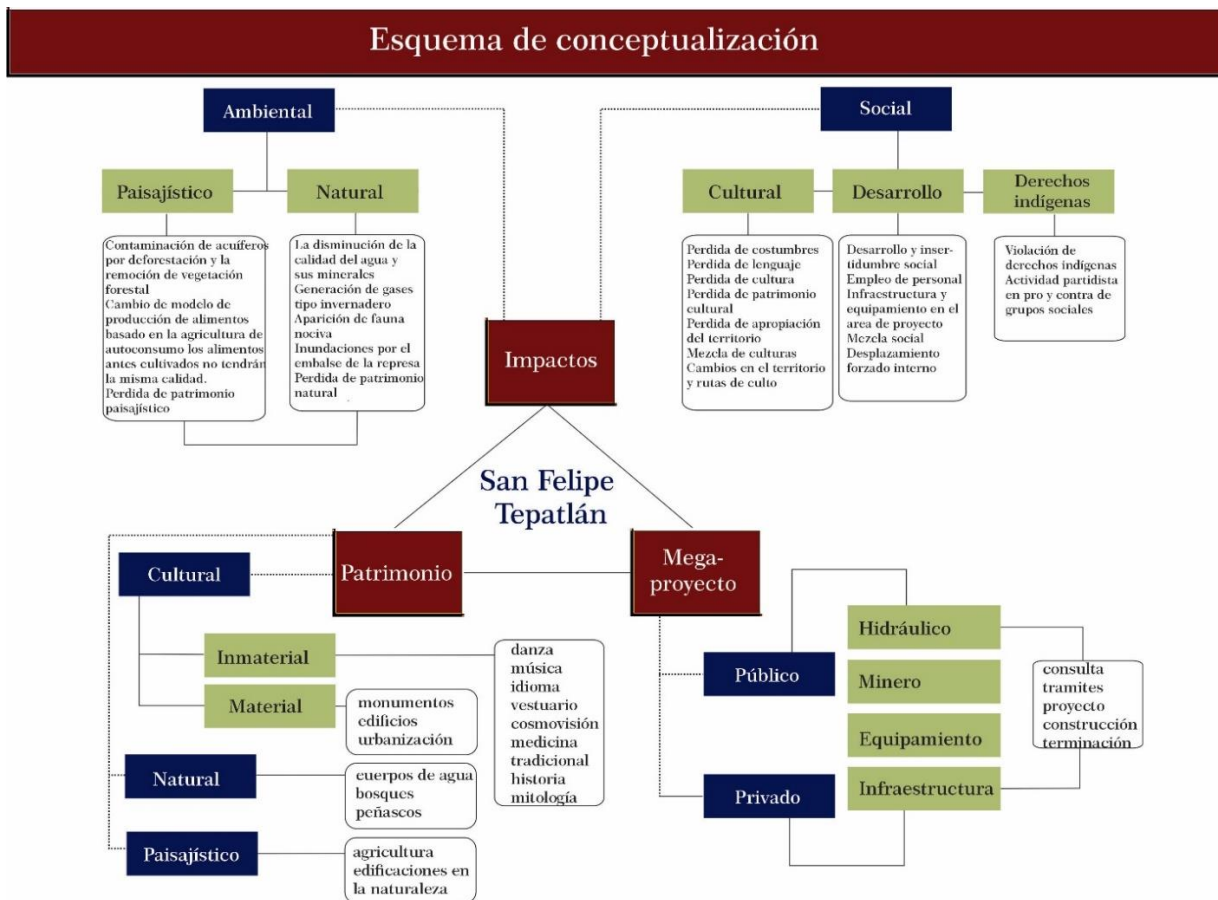 Esquema de conceptualización
Ambiental
Social
Paisajístico
Natural
Cultural
Desarrollo
Derechos
indígenas
Contaminación de acuíferos
por deforestación y la
remoción de vegetación
forestal
Cambio de modelo de
producción de alimentos
basado en la agricultura de
autoconsumo los alimentos
antes cultivados no tendrán
la misma calidad.
Perdida de patrimonio
paisajístico
La disminución de la
calidad del agua y
sus minerales
Generación de gases
tipo invernadero
Aparición de fauna
nociva
Inundaciones por el
embalse de la represa
Perdida de patrimonio
natural
Perdida de costumbres
Perdida de lenguaje
Perdida de cultura
Perdida de patrimonio
cultural
Perdida de apropiación
del territorio
Mezcla de culturas
Cambios en el territorio
y rutas de culto
Desarrollo y inser-
tidumbre social
Empleo de personal
Infraestructura y
equipamiento en el
area de proyecto
Mezcla social
Desplazamiento
forzado interno
Violación de
derechos indígenas
Actividad partidista
en pro y contra de
grupos sociales
Impactos
San Felipe
Tepatlán
Patrimonio
Mega-
proyecto
Cultural
Inmaterial
Material
danza
música
idioma
vestuario
cosmovisión
medicina
tradicional
historia
mitología
monumentos
edificios
urbanización
Natural
cuerpos de agua
bosques
peñascos
Paisajístico
agricultura
edificaciones en
la naturaleza
Público
Privado
Hidráulico
Minero
Equipamiento
Infraestructura
consulta
tramites
proyecto
construcción
terminación